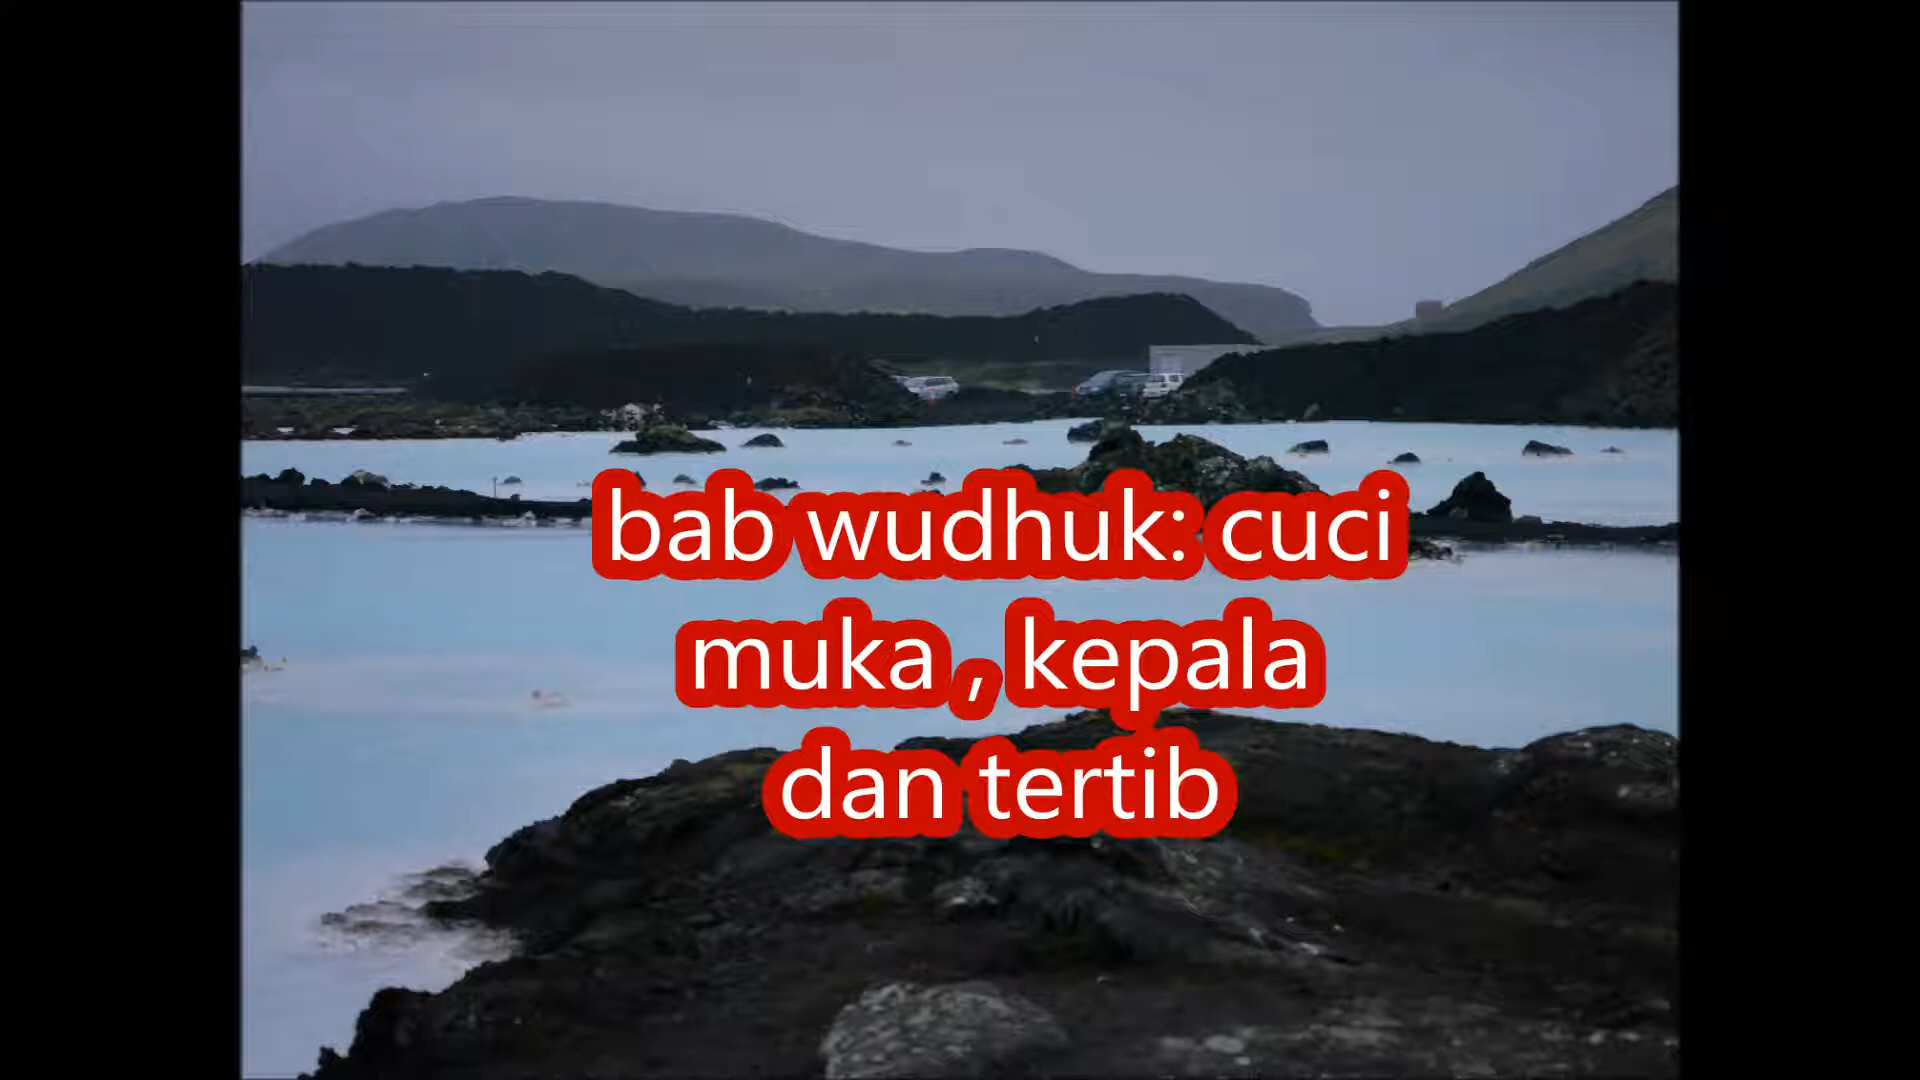 bab wudhuk: cuci
muka , kepala
dan tertib